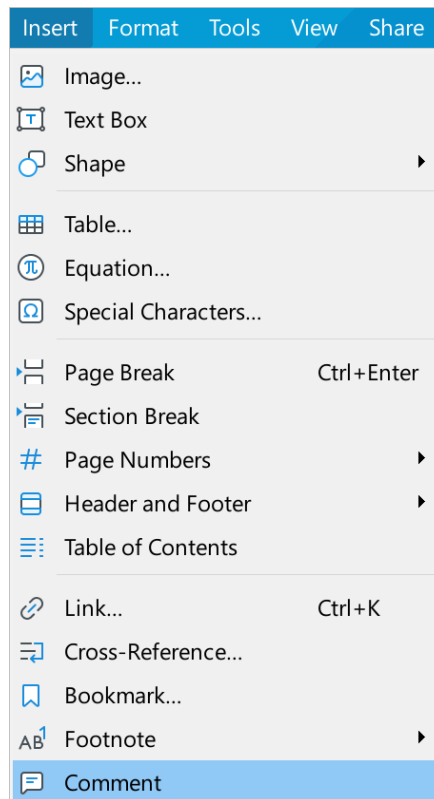 Insert Format Tools View Share
Image...
Text Box
Shape
Table...
Equation...
Special Characters...
Page Break Ctrl+Enter
Section Break
Page Numbers
Header and Footer
Table of Contents
Link... Ctrl+K
Cross-Reference...
Bookmark...
Footnote
Comment